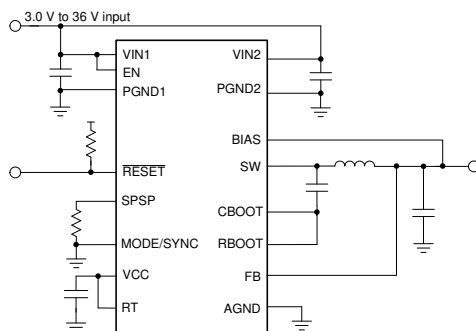 3.0 V to 36 V input
VIN1
EN
PGND1
RESET
SPSP
MODE/SYNC
VCC
RT
VIN2
PGND2
BIAS
SW
CBOOT
RBOOT
FB
AGND